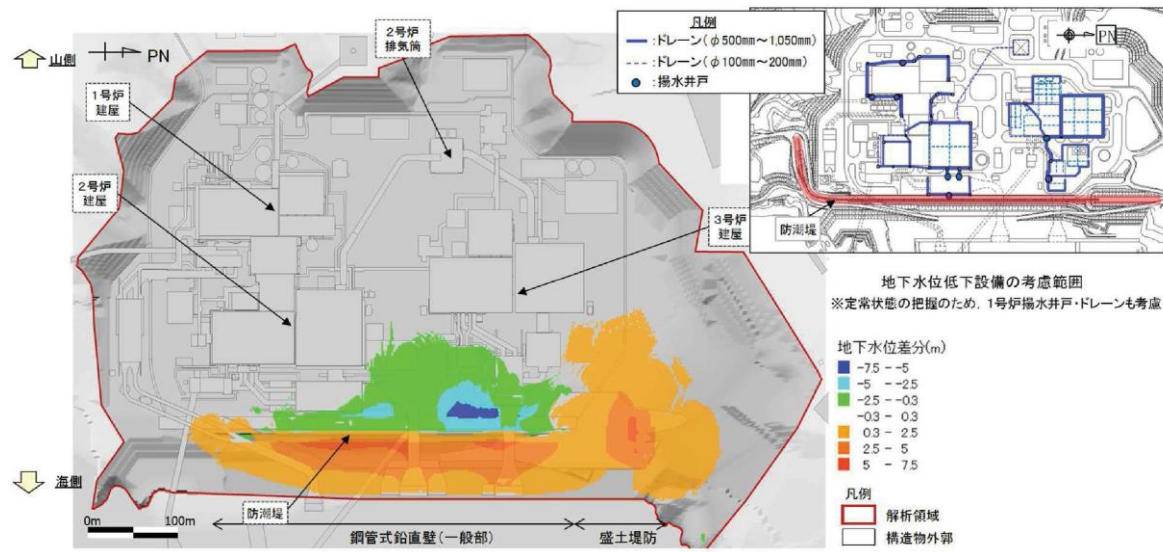 山側
PN
2号炉
排気筒
1号炉
建屋
2号炉
建屋
3号炉
建屋
海側
0m 100m
防潮堤
鋼管式鉛直壁(一般部)
盛土堤防
凡例
:ドレーン(φ500mm~1,050mm)
:ドレーン(φ100mm~200mm)
:揚水井戸
PN
防潮堤
地下水位低下設備の考慮範囲
※定常状態の把握のため，1号炉揚水井戸・ドレーンも考慮
地下水位差分(m)
-7.5 - -5
-5 - -2.5
-2.5 - -0.3
-0.3 - 0.3
0.3 - 2.5
2.5 - 5
5 - 7.5
凡例
解析領域
構造物外郭